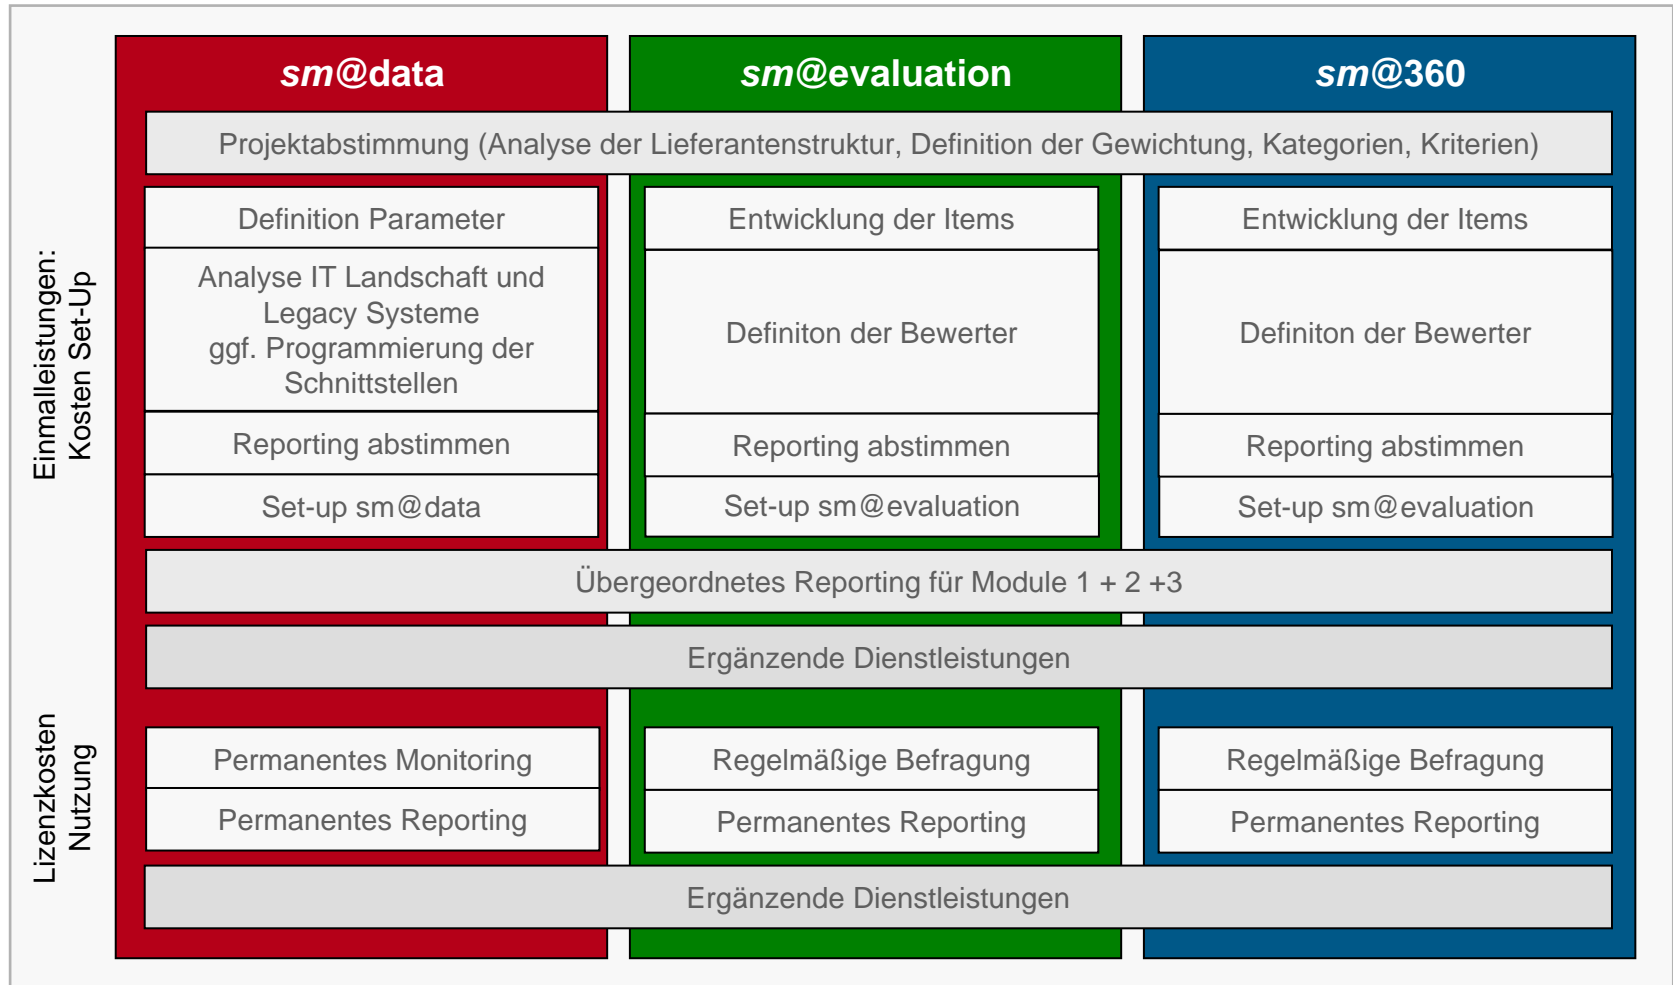 sm@data
sm@evaluation
sm@360
Projektabstimmung (Analyse der Lieferantenstruktur, Definition der Gewichtung, Kategorien, Kriterien)
Einmalleistungen:
Kosten Set-Up
Definition Parameter
Analyse IT Landschaft und
Legacy Systeme
ggf. Programmierung der
Schnittstellen
Reporting abstimmen
Set-up sm@data
Entwicklung der Items
Definiton der Bewerter
Reporting abstimmen
Set-up sm@evaluation
Entwicklung der Items
Definiton der Bewerter
Reporting abstimmen
Set-up sm@evaluation
Übergeordnetes Reporting für Module 1 + 2 +3
Ergänzende Dienstleistungen
Lizenzkosten
Nutzung
Permanentes Monitoring
Permanentes Reporting
Regelmäßige Befragung
Permanentes Reporting
Regelmäßige Befragung
Permanentes Reporting
Ergänzende Dienstleistungen